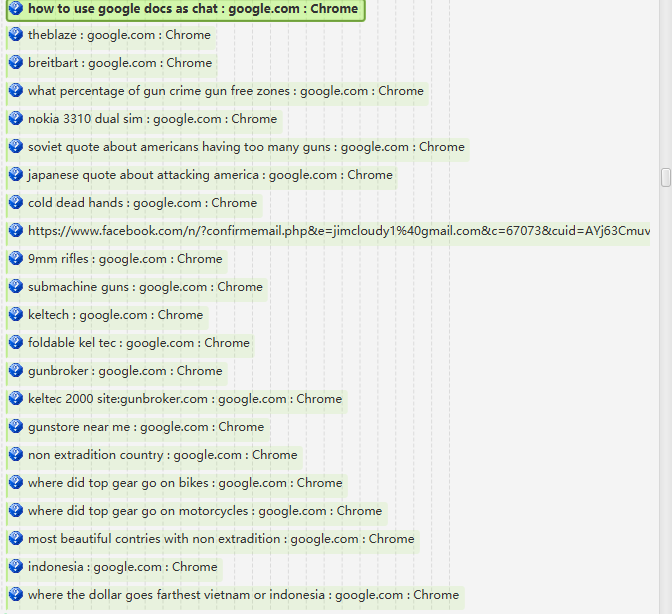 how to use google docs as chat : google.com : Chrome
theblaze : google.com : Chrome
breitbart : google.com : Chrome
what percentage of gun crime gun free zones : google.com : Chrome
nokia 3310 dual sim : google.com : Chrome
soviet quote about americans having too many guns : google.com : Chrome
japanese quote about attacking america : google.com : Chrome
cold dead hands : google.com : Chrome
https://www.facebook.com/n/?confirmemail.php&e=jimcloudy1%40gmail.com&c=67073&cuid=AYj63Cmuv
9mm rifles : google.com : Chrome
submachine guns : google.com : Chrome
keltech : google.com : Chrome
foldable kel tec : google.com : Chrome
gunbroker : google.com : Chrome
keltec 2000 site:gunbroker.com : google.com : Chrome
gunstore near me : google.com : Chrome
non extradition country : google.com : Chrome
where did top gear go on bikes : google.com : Chrome
where did top gear go on motorcycles : google.com : Chrome
most beautiful contries with non extradition : google.com : Chrome
indonesia : google.com : Chrome
where the dollar goes farthest vietnam or indonesia : google.com : Chrome